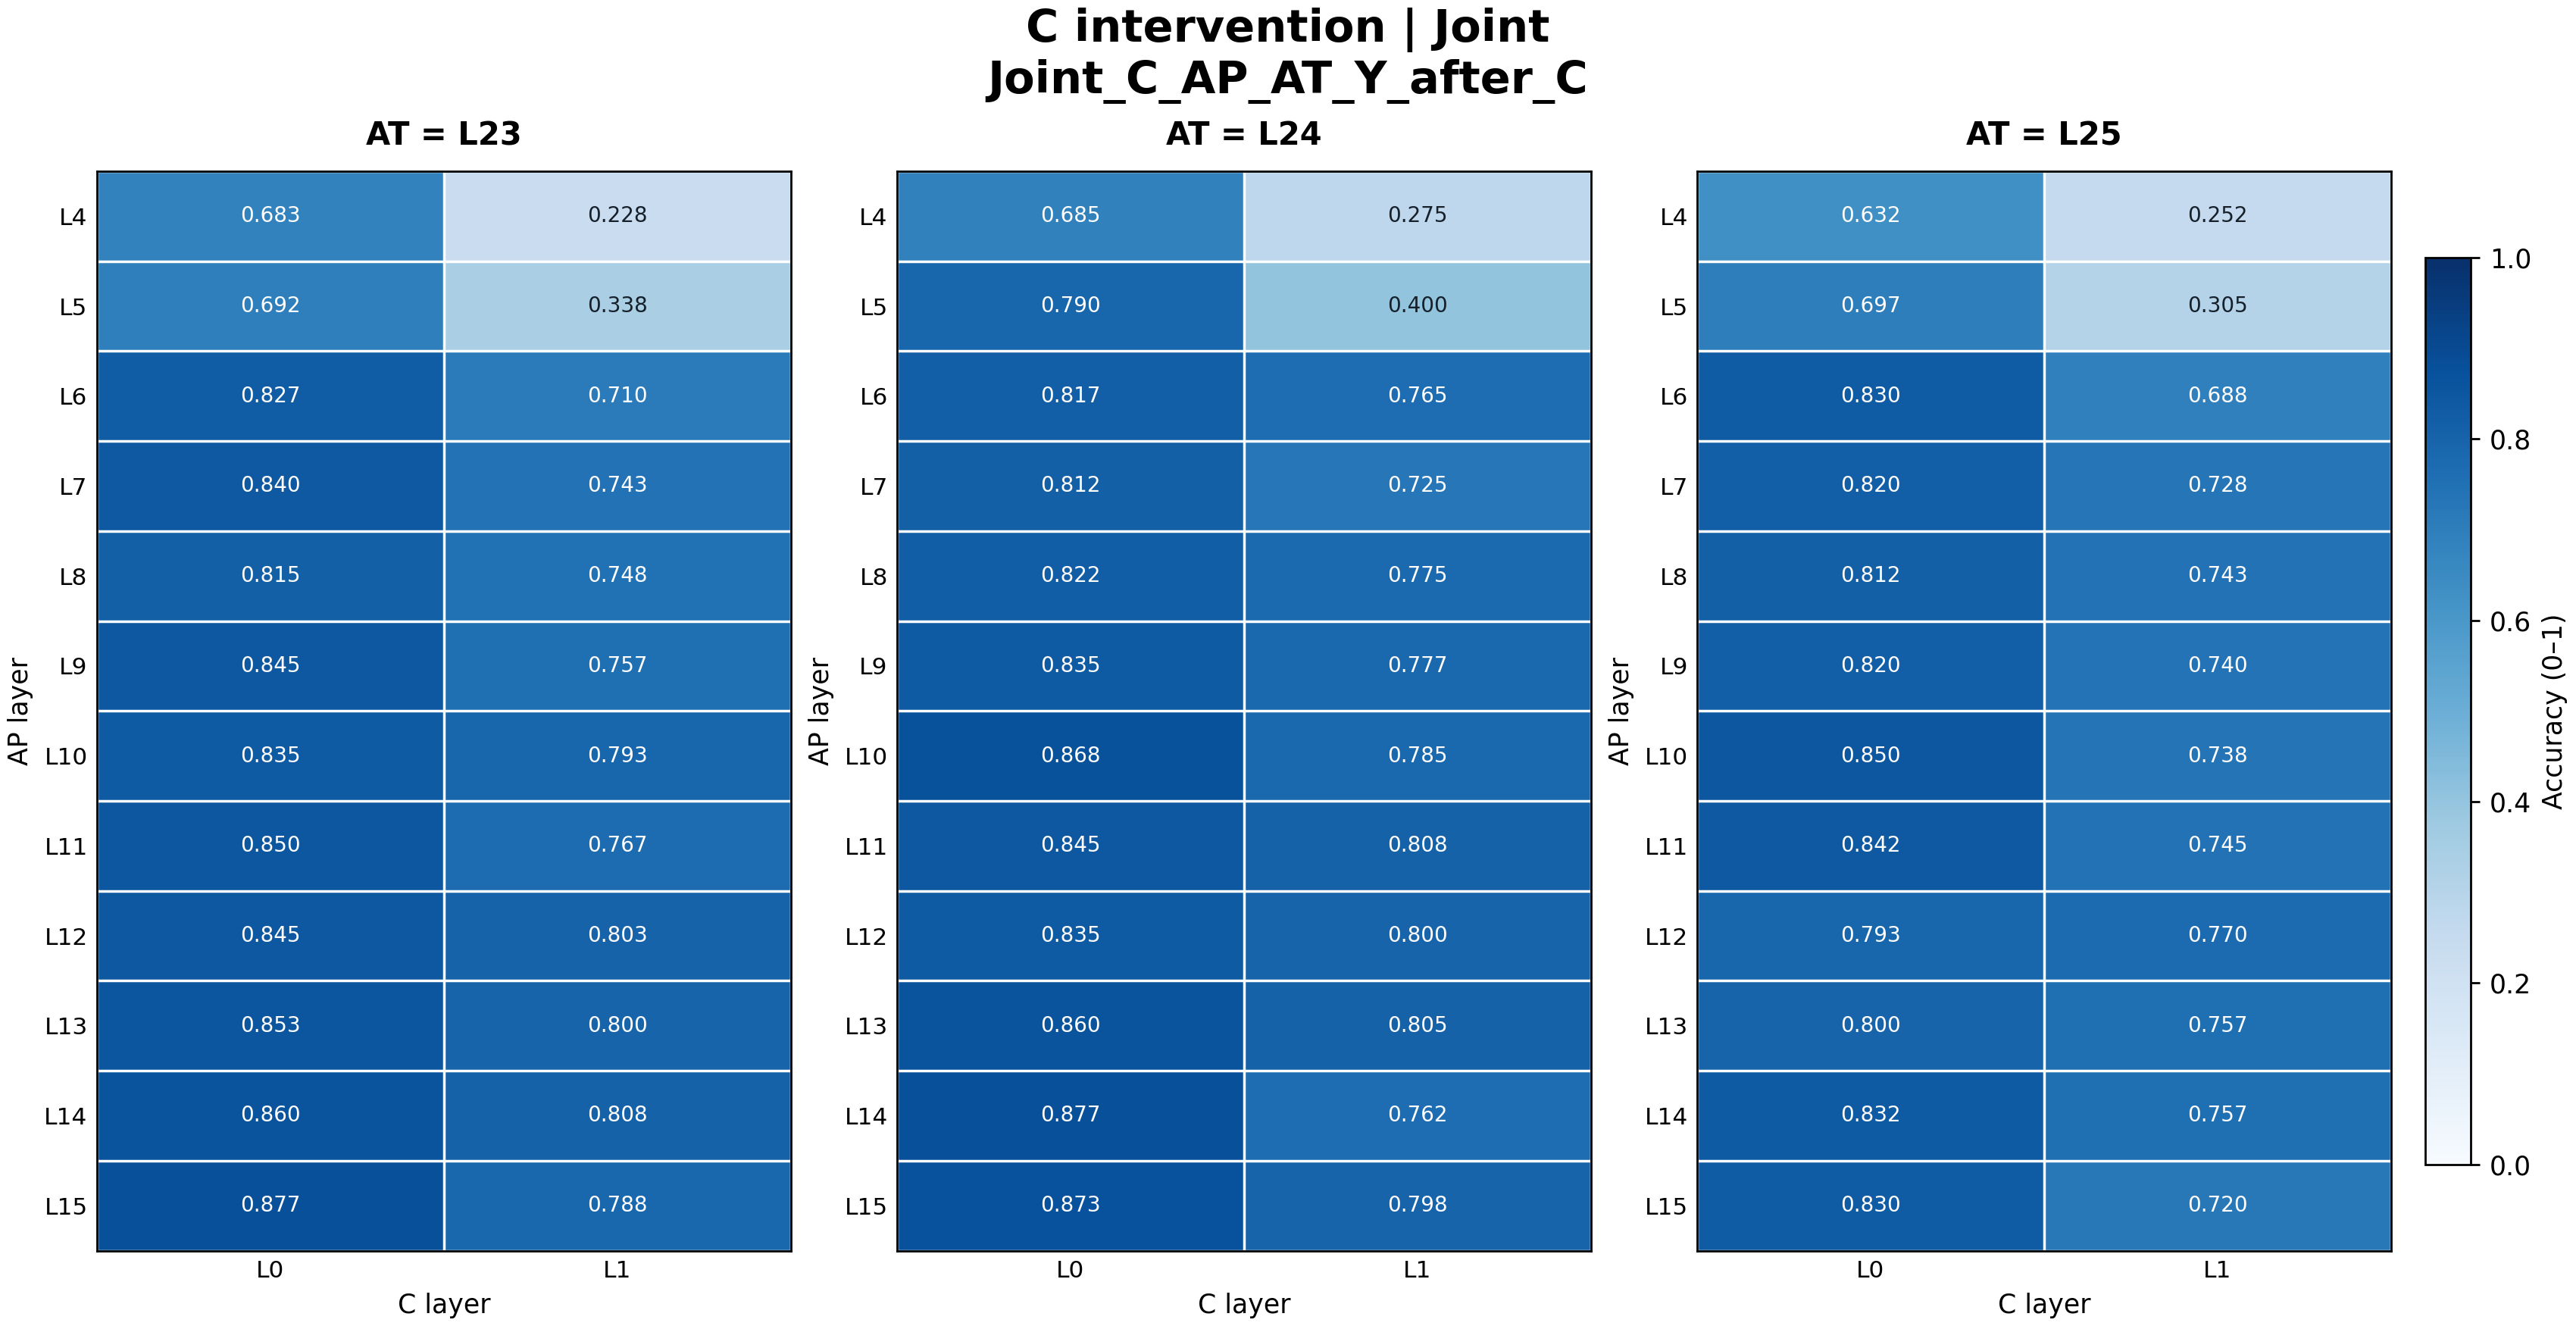 C intervention | Joint
Joint_C_AP_AT_Y_after_C
AT = L23
AP layer
L4 0.683 0.228
L5 0.692 0.338
L6 0.827 0.710
L7 0.840 0.743
L8 0.815 0.748
L9 0.845 0.757
L10 0.835 0.793
L11 0.850 0.767
L12 0.845 0.803
L13 0.853 0.800
L14 0.860 0.808
L15 0.877 0.788
L0 L1
C layer
AT = L24
AP layer
L4 0.685 0.275
L5 0.790 0.400
L6 0.817 0.765
L7 0.812 0.725
L8 0.822 0.775
L9 0.835 0.777
L10 0.868 0.785
L11 0.845 0.808
L12 0.835 0.800
L13 0.860 0.805
L14 0.877 0.762
L15 0.873 0.798
L0 L1
C layer
AT = L25
AP layer
L4 0.632 0.252
L5 0.697 0.305
L6 0.830 0.688
L7 0.820 0.728
L8 0.812 0.743
L9 0.820 0.740
L10 0.850 0.738
L11 0.842 0.745
L12 0.793 0.770
L13 0.800 0.757
L14 0.832 0.757
L15 0.830 0.720
L0 L1
C layer
1.0
0.8
0.6
0.4
0.2
0.0
Accuracy (0–1)